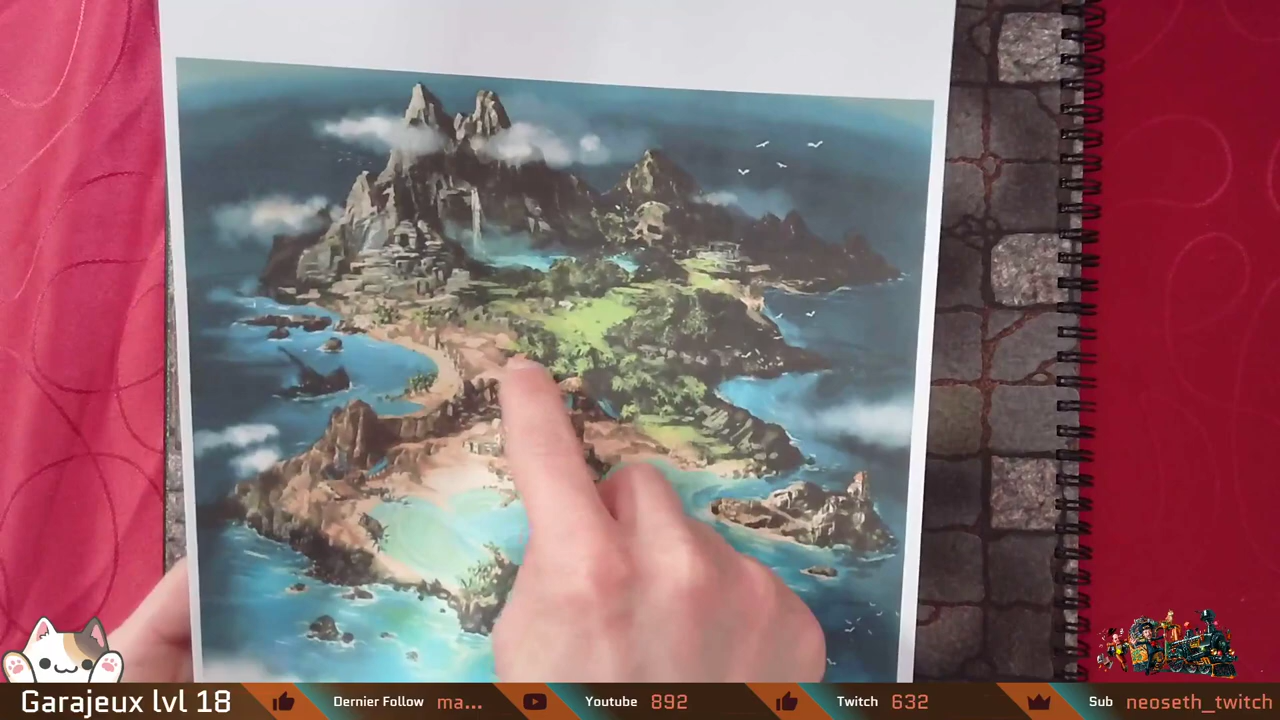 Garajeux lvl 18
Dernier Follow ma...
Youtube 892
Twitch 632
Sub neoseth_twitch